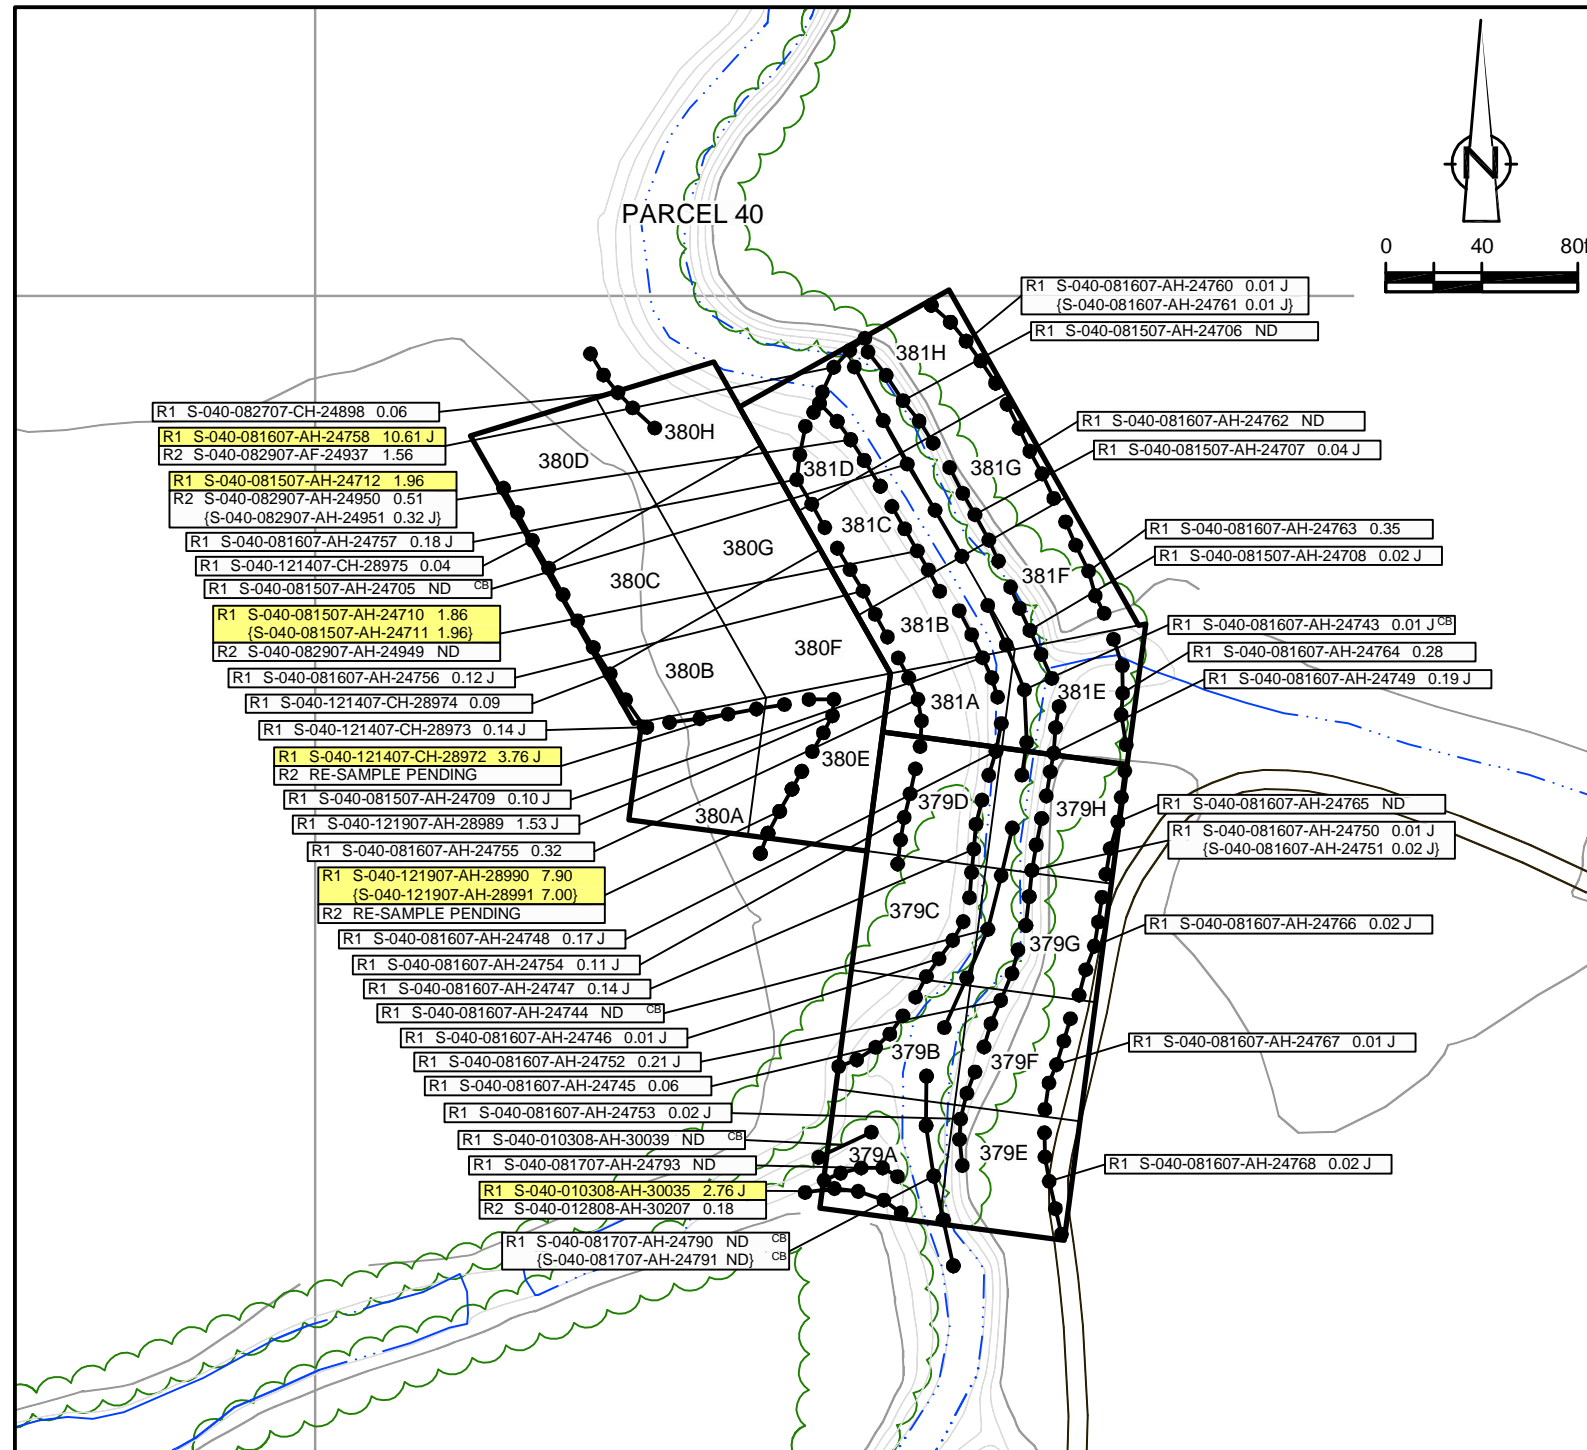 PARCEL 40
N
0 40 80f
R1 S-040-082707-CH-24898 0.06
R1 S-040-081607-AH-24758 10.61 J
R2 S-040-082907-AF-24937 1.56
R1 S-040-081507-AH-24712 1.96
R2 S-040-082907-AH-24950 0.51
{S-040-082907-AH-24951 0.32 J}
R1 S-040-081607-AH-24757 0.18 J
R1 S-040-121407-CH-28975 0.04
R1 S-040-081507-AH-24705 ND CB
R1 S-040-081507-AH-24710 1.86
{S-040-081507-AH-24711 1.96}
R2 S-040-082907-AH-24949 ND
R1 S-040-081607-AH-24756 0.12 J
R1 S-040-121407-CH-28974 0.09
R1 S-040-121407-CH-28973 0.14 J
R1 S-040-121407-CH-28972 3.76 J
R2 RE-SAMPLE PENDING
R1 S-040-081507-AH-24709 0.10 J
R1 S-040-121907-AH-28989 1.53 J
R1 S-040-081607-AH-24755 0.32
R1 S-040-121907-AH-28990 7.90
{S-040-121907-AH-28991 7.00}
R2 RE-SAMPLE PENDING
R1 S-040-081607-AH-24748 0.17 J
R1 S-040-081607-AH-24754 0.11 J
R1 S-040-081607-AH-24747 0.14 J
R1 S-040-081607-AH-24744 ND CB
R1 S-040-081607-AH-24746 0.01 J
R1 S-040-081607-AH-24752 0.21 J
R1 S-040-081607-AH-24745 0.06
R1 S-040-081607-AH-24753 0.02 J
R1 S-040-010308-AH-30039 ND CB
R1 S-040-081707-AH-24793 ND
R1 S-040-010308-AH-30035 2.76 J
R2 S-040-012808-AH-30207 0.18
R1 S-040-081707-AH-24790 ND CB
{S-040-081707-AH-24791 ND} CB
380H
380D
380G
380C
380F
380B
380E
380A
381H
381D
381G
381C
381F
381B
381E
381A
379D
379H
379C
379G
379B
379F
379A
379E
R1 S-040-081607-AH-24760 0.01 J
{S-040-081607-AH-24761 0.01 J}
R1 S-040-081507-AH-24706 ND
R1 S-040-081607-AH-24762 ND
R1 S-040-081507-AH-24707 0.04 J
R1 S-040-081607-AH-24763 0.35
R1 S-040-081507-AH-24708 0.02 J
R1 S-040-081607-AH-24743 0.01 J CB
R1 S-040-081607-AH-24764 0.28
R1 S-040-081607-AH-24749 0.19 J
R1 S-040-081607-AH-24765 ND
R1 S-040-081607-AH-24750 0.01 J
{S-040-081607-AH-24751 0.02 J}
R1 S-040-081607-AH-24766 0.02 J
R1 S-040-081607-AH-24767 0.01 J
R1 S-040-081607-AH-24768 0.02 J